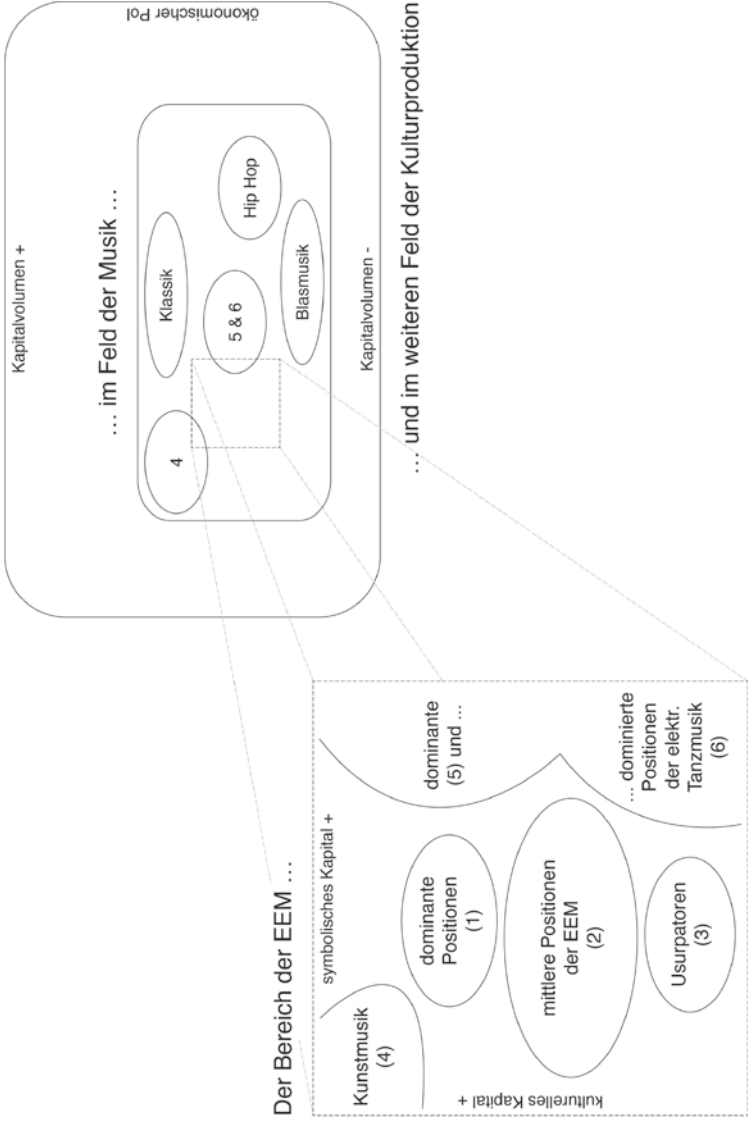 Der Bereich der EEM ...
symbolisches Kapital +
kulturelles Kapital +
Kunstmusik
(4)
dominante
Positionen
(1)
mittlere Positionen
der EEM
(2)
Usurpatoren
(3)
dominante
(5) und ...
... dominierte
Positionen
der elektr.
Tanzmusik
(6)
... im Feld der Musik ...
Kapitalvolumen +
4
Klassik
5 & 6
Hip Hop
Blasmusik
Kapitalvolumen -
ökonomischer Pol
... und im weiteren Feld der Kulturproduktion